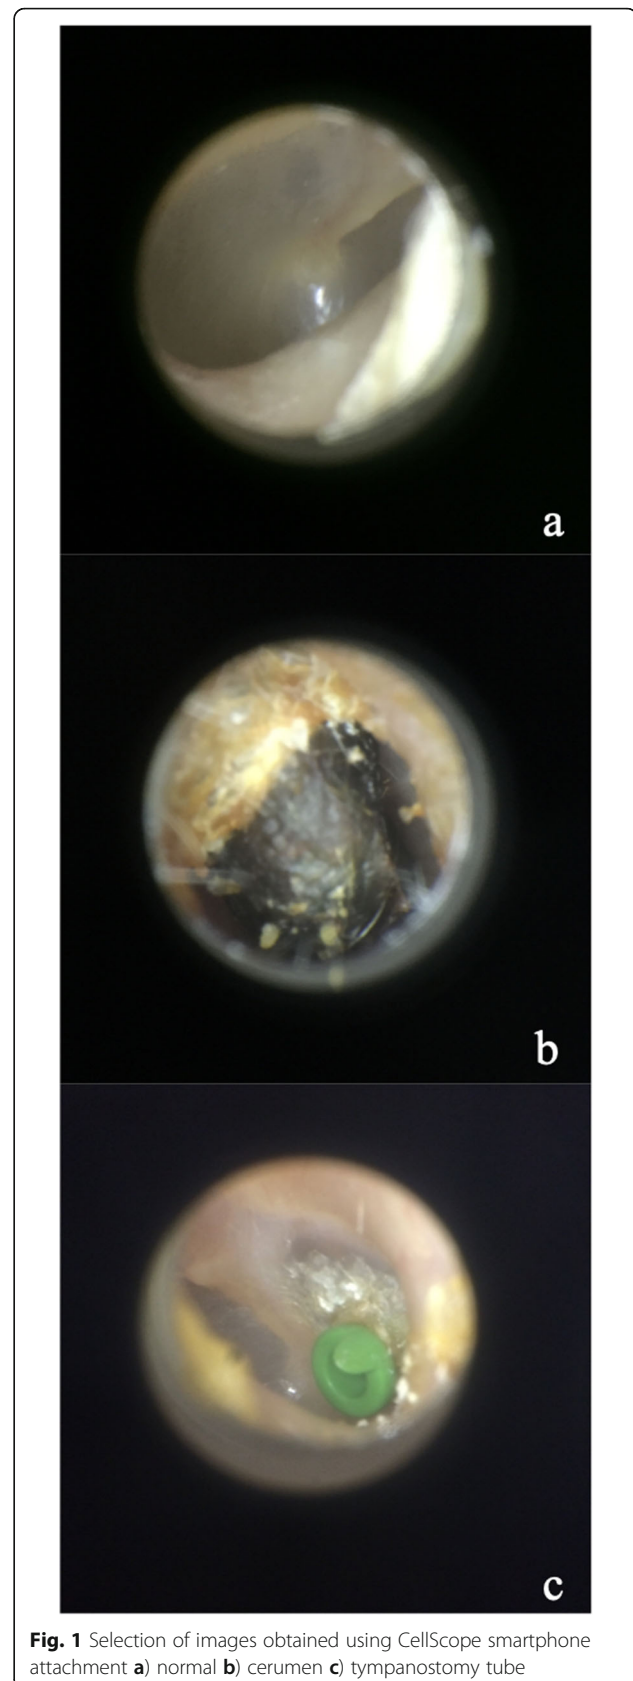 a
b
c
Fig. 1 Selection of images obtained using CellScope smartphone
attachment a) normal b) cerumen c) tympanostomy tube